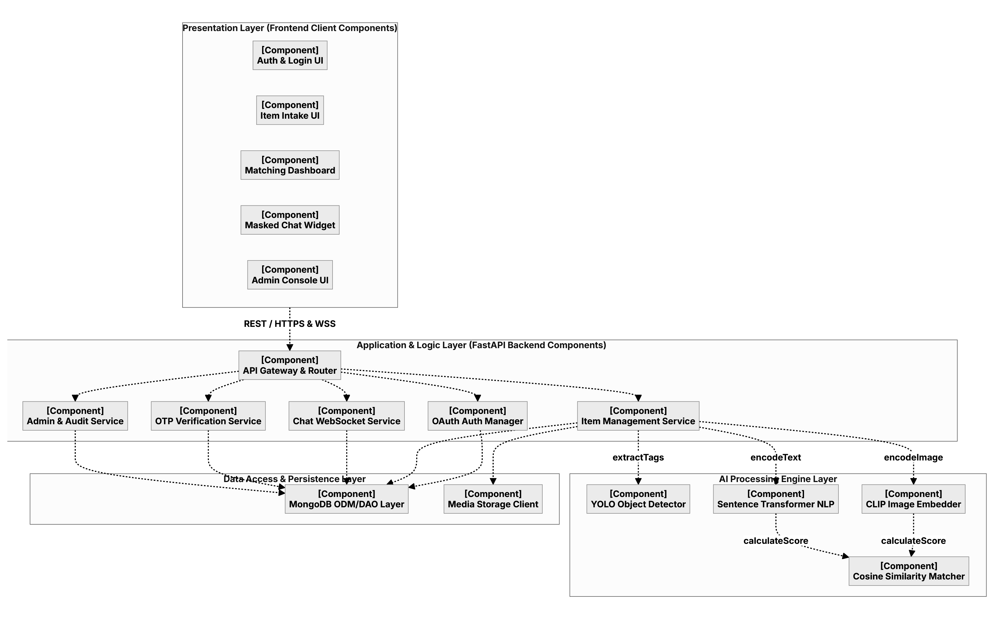 Presentation Layer (Frontend Client Components)
[Component]
Auth & Login UI
[Component]
Item Intake UI
[Component]
Matching Dashboard
[Component]
Masked Chat Widget
[Component]
Admin Console UI
REST / HTTPS & WSS
Application & Logic Layer (FastAPI Backend Components)
[Component]
API Gateway & Router
[Component]
Admin & Audit Service
[Component]
OTP Verification Service
[Component]
Chat WebSocket Service
[Component]
OAuth Auth Manager
[Component]
Item Management Service
extractTags
encodeText
encodeImage
Data Access & Persistence Layer
[Component]
MongoDB ODM/DAO Layer
[Component]
Media Storage Client
AI Processing Engine Layer
[Component]
YOLO Object Detector
[Component]
Sentence Transformer NLP
[Component]
CLIP Image Embedder
calculateScore
calculateScore
[Component]
Cosine Similarity Matcher